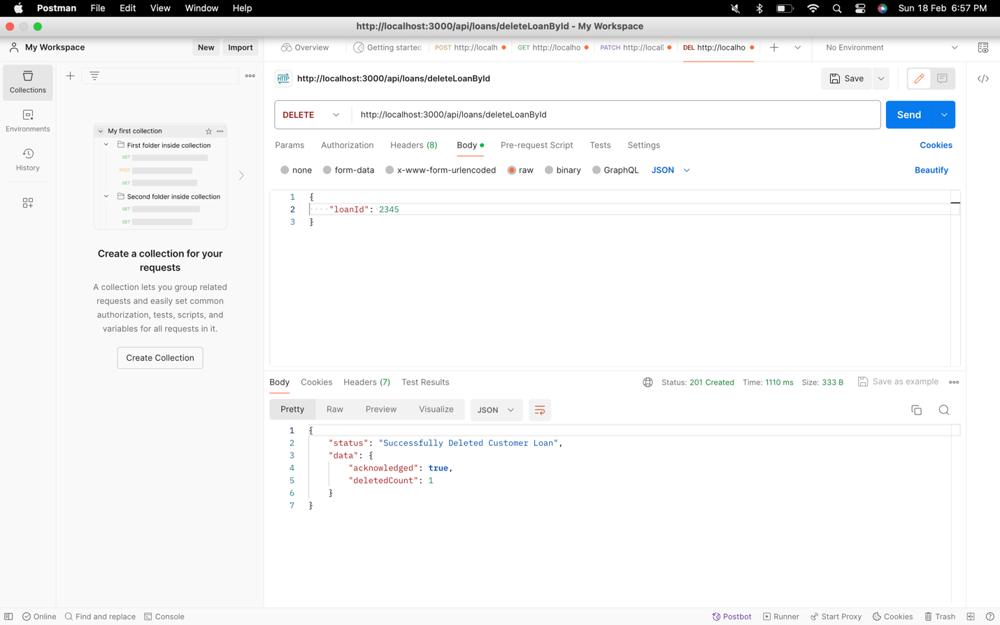 Postman File Edit View Window Help Sun 18 Feb 6:57 PM
http://localhost:3000/api/loans/deleteLoanById - My Workspace
My Workspace New Import Overview Getting started POST http://localh GET http://localho PATCH http://local DEL http://localho No Environment
Collections
Environments
History
My first collection
First folder inside collection
GET
POST
GET
Second folder inside collection
GET
GET
Create a collection for your
requests
A collection lets you group related
requests and easily set common
authorization, tests, scripts, and
variables for all requests in it.
Create Collection
HTTP http://localhost:3000/api/loans/deleteLoanById Save </>
DELETE http://localhost:3000/api/loans/deleteLoanById Send
Params Authorization Headers (8) Body Pre-request Script Tests Settings Cookies
none form-data x-www-form-urlencoded raw binary GraphQL JSON Beautify
1 {
2 "loanId": 2345
3 }
Body Cookies Headers (7) Test Results Status: 201 Created Time: 1110 ms Size: 333 B Save as example
Pretty Raw Preview Visualize JSON
1 {
2 "status": "Successfully Deleted Customer Loan",
3 "data": {
4 "acknowledged": true,
5 "deletedCount": 1
6 }
7 }
Online Find and replace Console Postbot Runner Start Proxy Cookies Trash